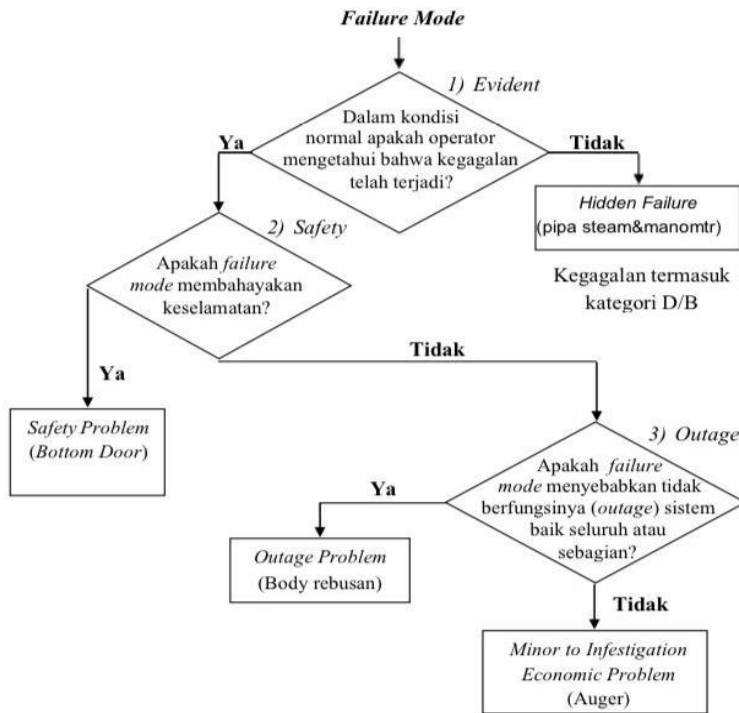 Failure Mode
1) Evident
Dalam kondisi
normal apakah operator
mengetahui bahwa kegagalan
telah terjadi?
Ya
Tidak
Hidden Failure
(pipa steam&manomtr)
Kegagalan termasuk
kategori D/B
2) Safety
Apakah failure
mode membahayakan
keselamatan?
Ya
Tidak
Safety Problem
(Bottom Door)
3) Outage
Apakah failure
mode menyebabkan tidak
berfungsinya (outage) sistem
baik seluruh atau
sebagian?
Ya
Outage Problem
(Body rebusan)
Tidak
Minor to Infestigation
Economic Problem
(Auger)